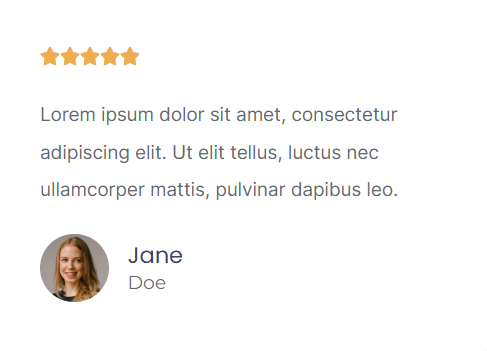 Lorem ipsum dolor sit amet, consectetur
adipiscing elit. Ut elit tellus, luctus nec
ullamcorper mattis, pulvinar dapibus leo.
Jane
Doe